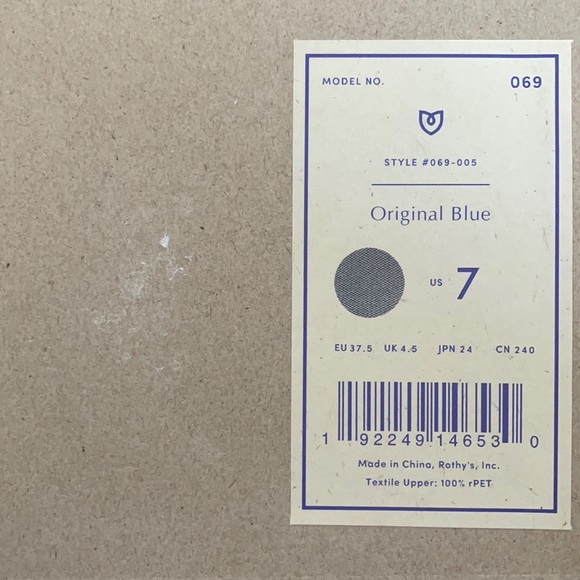 MODEL NO. 069
STYLE #069-005
Original Blue
US 7
EU 37.5 UK 4.5 JPN 24 CN 240
1 92249 14653 0
Made in China, Rothy's, Inc.
Textile Upper: 100% rPET